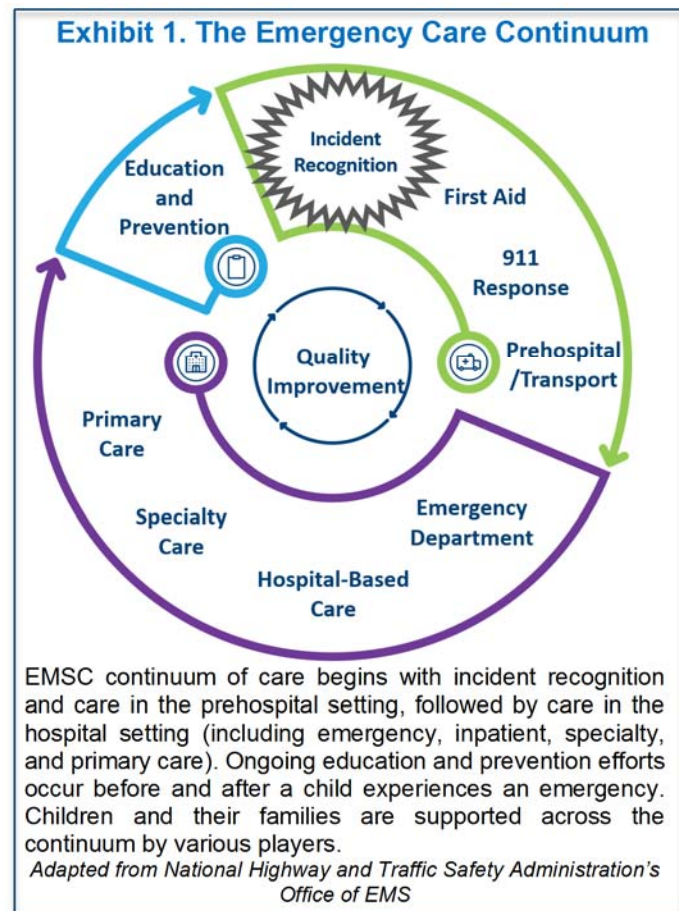 Exhibit 1. The Emergency Care Continuum
Incident
Recognition
First Aid
911
Response
Prehospital
/Transport
Emergency
Department
Hospital-Based
Care
Specialty
Care
Primary
Care
Education
and
Prevention
Quality
Improvement
EMSC continuum of care begins with incident recognition
and care in the prehospital setting, followed by care in the
hospital setting (including emergency, inpatient, specialty,
and primary care). Ongoing education and prevention efforts
occur before and after a child experiences an emergency.
Children and their families are supported across the
continuum by various players.
Adapted from National Highway and Traffic Safety Administration's
Office of EMS